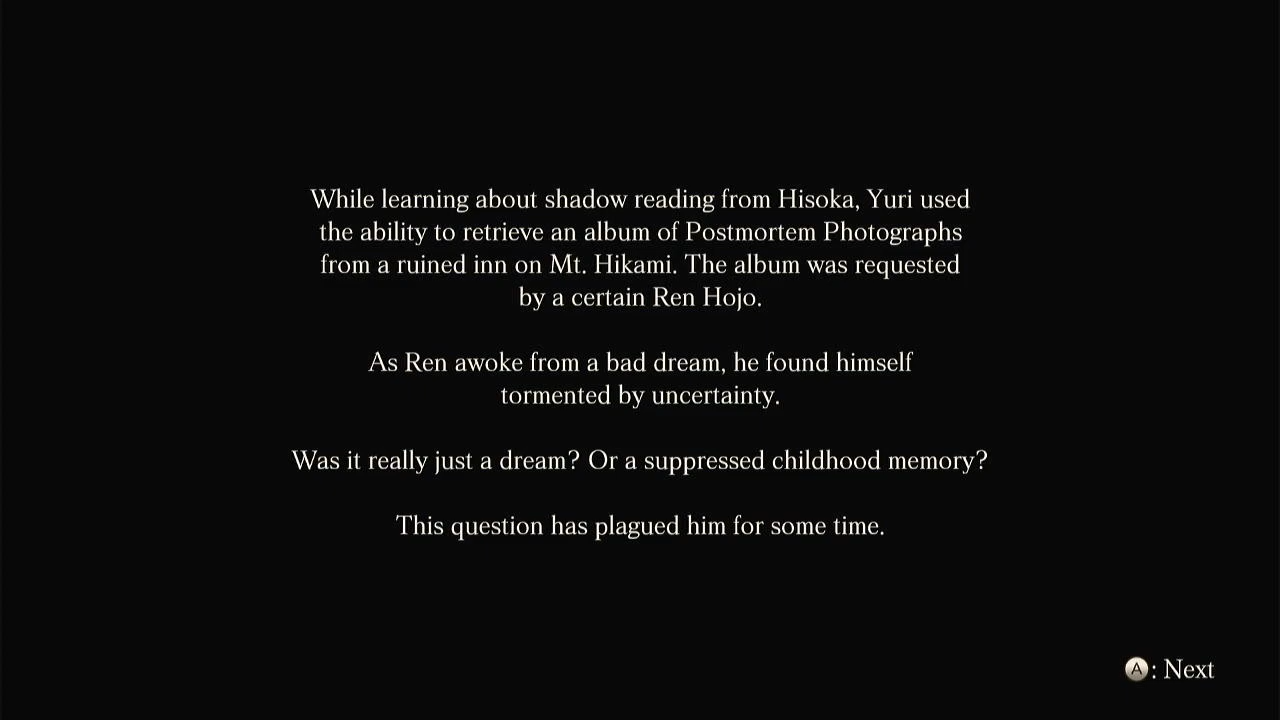 While learning about shadow reading from Hisoka, Yuri used
the ability to retrieve an album of Postmortem Photographs
from a ruined inn on Mt. Hikami. The album was requested
by a certain Ren Hojo.
As Ren awoke from a bad dream, he found himself
tormented by uncertainty.
Was it really just a dream? Or a suppressed childhood memory?
This question has plagued him for some time.
A: Next